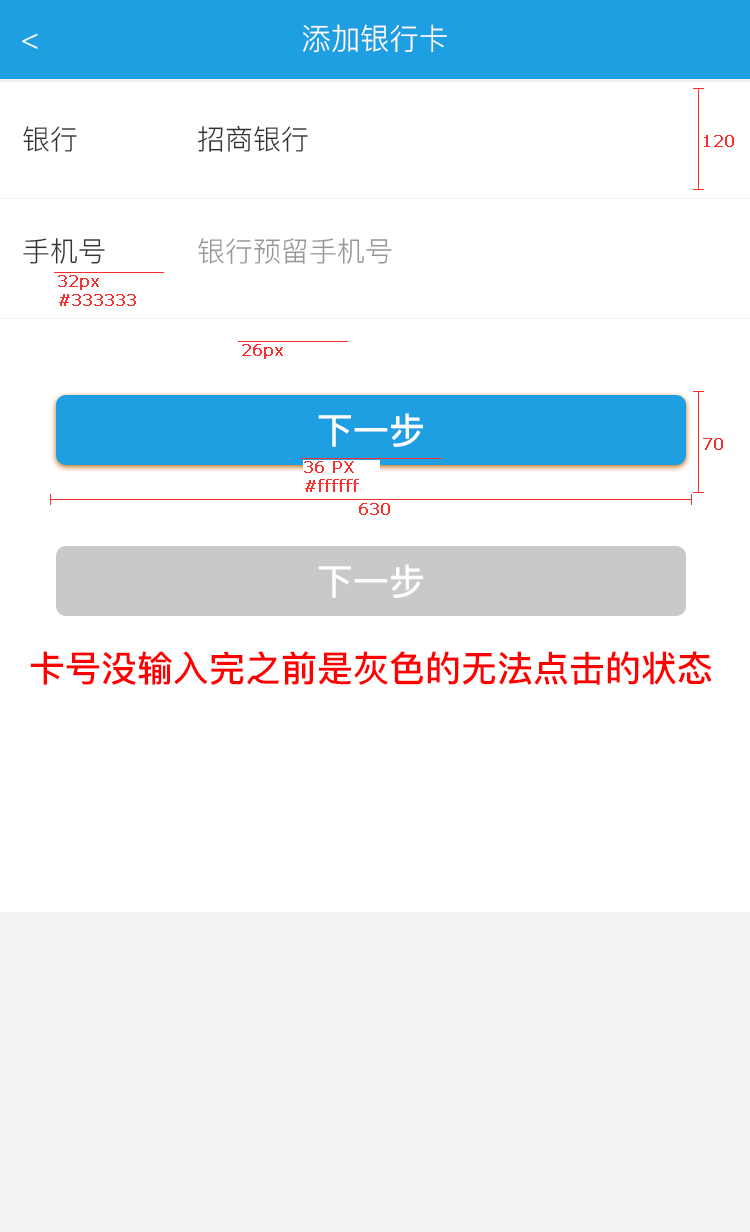 < 添加银行卡
银行 招商银行
120
手机号 银行预留手机号
32px
#333333
26px
下一步
70
36 PX
#ffffff
630
下一步
卡号没输入完之前是灰色的无法点击的状态